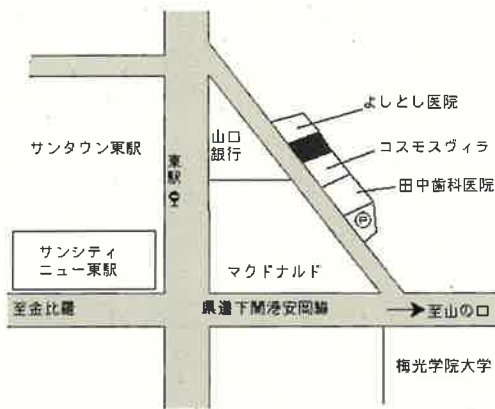 よしとし医院
コスモスヴィラ
田中歯科医院
Ⓟ
山口
銀行
サンタウン東駅
東駅
サンシティ
ニュー東駅
マクドナルド
至金比羅
県道下関港安岡線
→至山の口
梅光学院大学